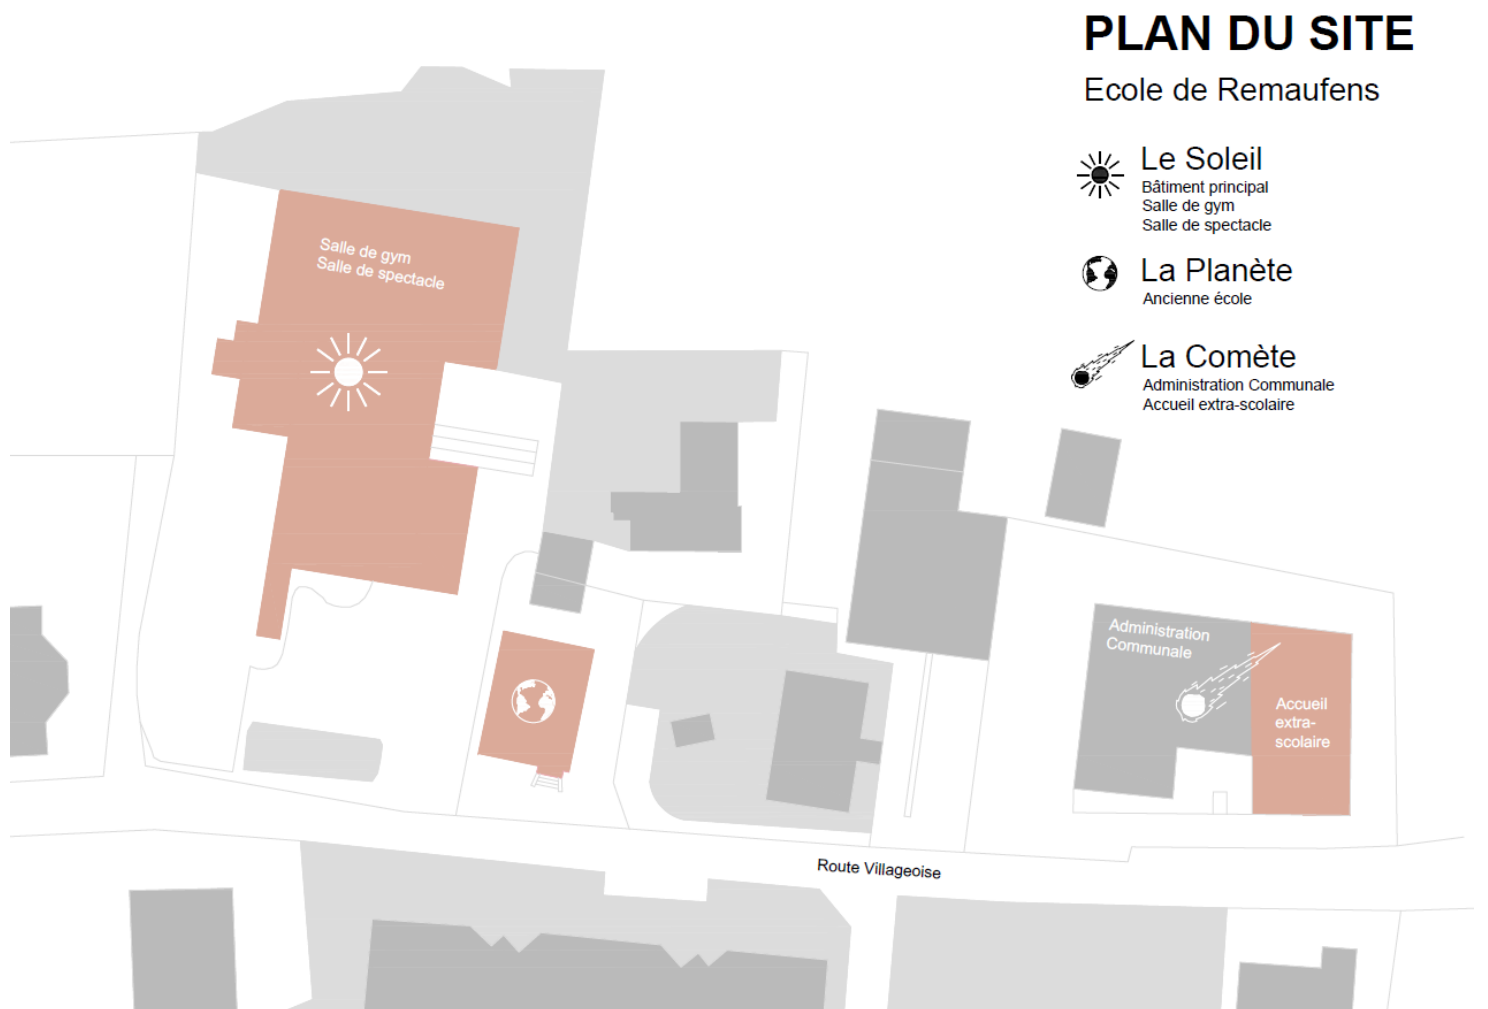 PLAN DU SITE
Ecole de Remaufens
Le Soleil
Bâtiment principal
Salle de gym
Salle de spectacle
La Planète
Ancienne école
La Comète
Administration Communale
Accueil extra-scolaire
Salle de gym
Salle de spectacle
Administration
Communale
Accueil
extra-
scolaire
Route Villageoise